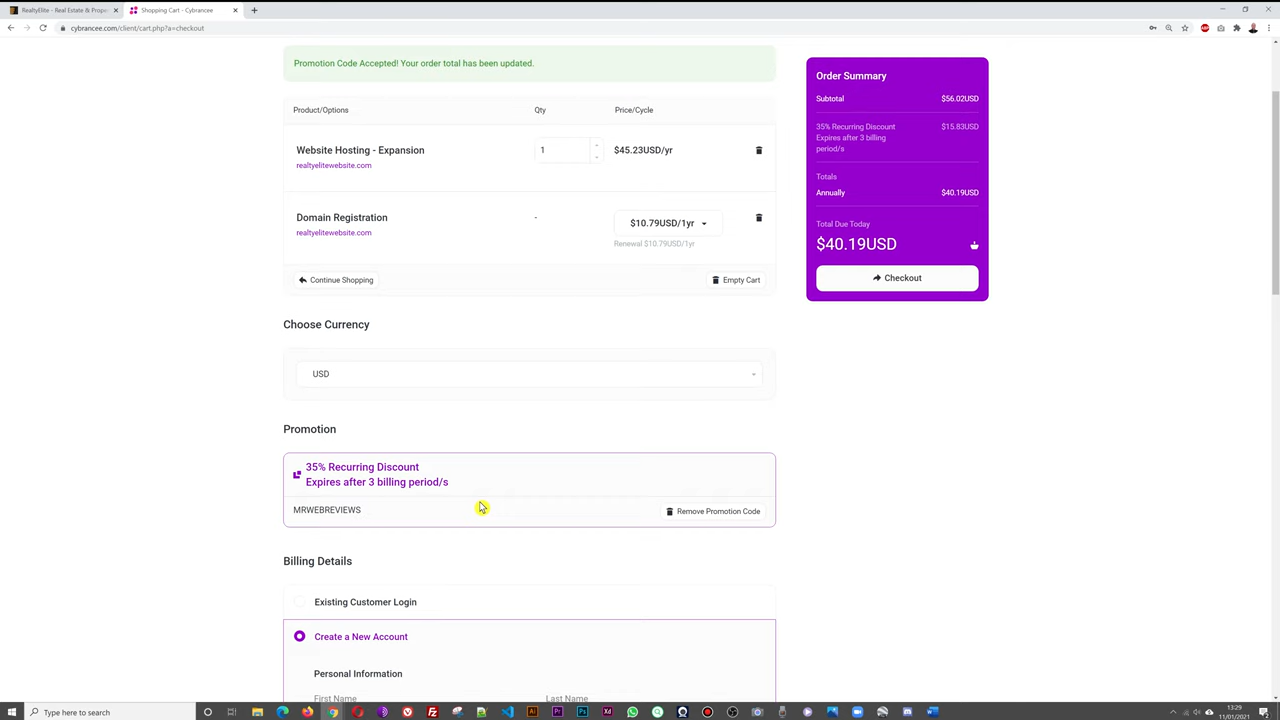 RealtyElite - Real Estate & Prope
Shopping Cart - Cybrancee
cybrancee.com/client/cart.php?a=checkout
Promotion Code Accepted! Your order total has been updated.
Product/Options Qty Price/Cycle
Website Hosting - Expansion 1 $45.23USD/yr
realtyelitewebsite.com
Domain Registration - $10.79USD/1yr
realtyelitewebsite.com Renewal $10.79USD/1yr
Continue Shopping Empty Cart
Order Summary
Subtotal $56.02USD
35% Recurring Discount $15.83USD
Expires after 3 billing
period/s
Totals
Annually $40.19USD
Total Due Today
$40.19USD
Checkout
Choose Currency
USD
Promotion
35% Recurring Discount
Expires after 3 billing period/s
MRWEBREVIEWS Remove Promotion Code
Billing Details
Existing Customer Login
Create a New Account
Personal Information
First Name Last Name
Type here to search
13:29
11/01/2021